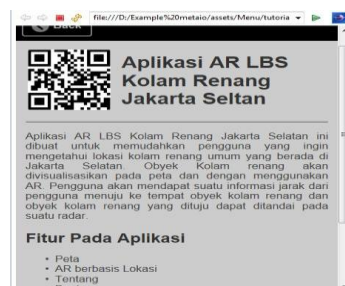 file:///D:/Example%20metaio/assets/Menu/tutoria
Back
Aplikasi AR LBS
Kolam Renang
Jakarta Seltan
Aplikasi AR LBS Kolam Renang Jakarta Selatan ini
dibuat untuk memudahkan pengguna yang ingin
mengetahui lokasi kolam renang umum yang berada di
Jakarta Selatan. Obyek Kolam renang akan
divisualisasikan pada peta dan dengan menggunakan
AR. Pengguna akan mendapat suatu informasi jarak dari
pengguna menuju ke tempat obyek kolam renang dan
obyek kolam renang yang dituju dapat ditandai pada
suatu radar.
Fitur Pada Aplikasi
• Peta
• AR berbasis Lokasi
• Tentang